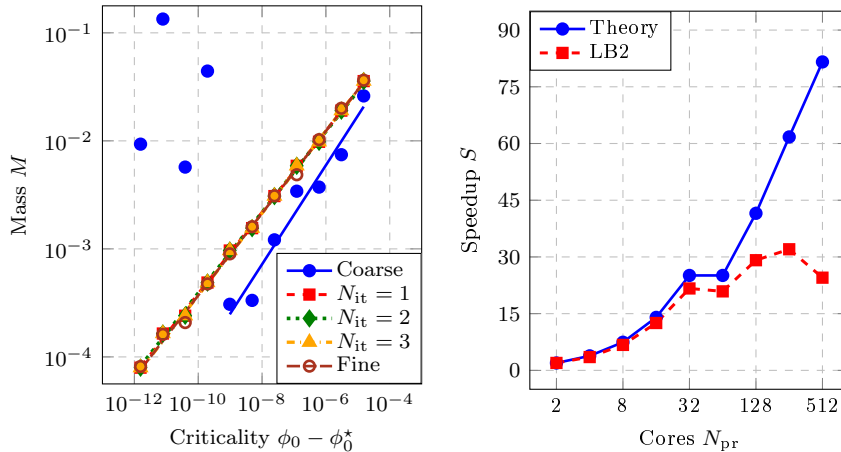 10⁻¹
10⁻²
10⁻³
10⁻⁴
Mass M
10⁻¹² 10⁻¹⁰ 10⁻⁸ 10⁻⁶ 10⁻⁴
Criticality ϕ₀ − ϕ₀⋆
Coarse
N_it = 1
N_it = 2
N_it = 3
Fine
90
75
60
45
30
15
0
Speedup S
2 8 32 128 512
Cores N_pr
Theory
LB2